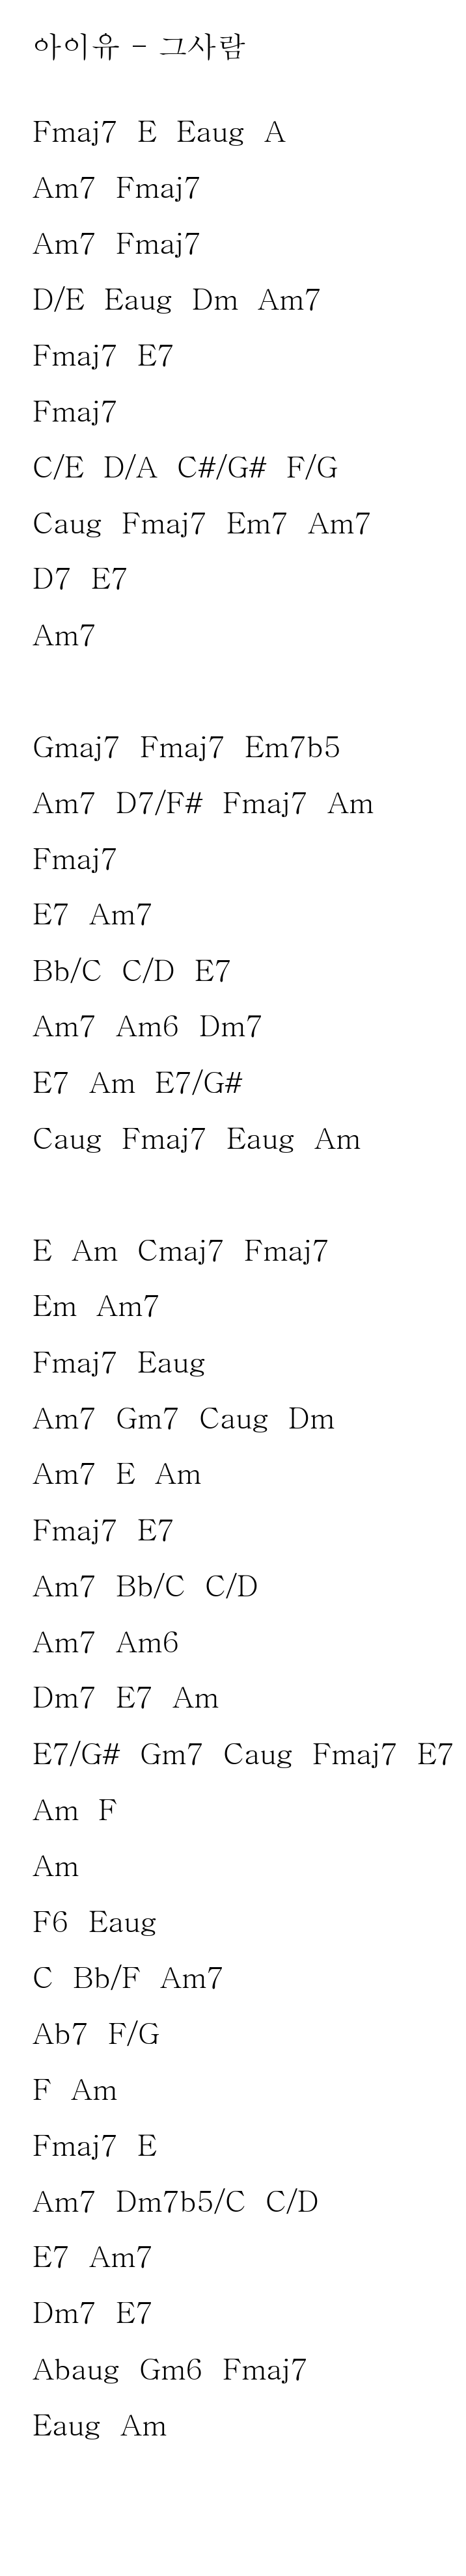 아이유 - 그사람
Fmaj7 E Eaug A
Am7 Fmaj7
Am7 Fmaj7
D/E Eaug Dm Am7
Fmaj7 E7
Fmaj7
C/E D/A C#/G# F/G
Caug Fmaj7 Em7 Am7
D7 E7
Am7
Gmaj7 Fmaj7 Em7b5
Am7 D7/F# Fmaj7 Am
Fmaj7
E7 Am7
Bb/C C/D E7
Am7 Am6 Dm7
E7 Am E7/G#
Caug Fmaj7 Eaug Am
E Am Cmaj7 Fmaj7
Em Am7
Fmaj7 Eaug
Am7 Gm7 Caug Dm
Am7 E Am
Fmaj7 E7
Am7 Bb/C C/D
Am7 Am6
Dm7 E7 Am
E7/G# Gm7 Caug Fmaj7 E7
Am F
Am
F6 Eaug
C Bb/F Am7
Ab7 F/G
F Am
Fmaj7 E
Am7 Dm7b5/C C/D
E7 Am7
Dm7 E7
Abaug Gm6 Fmaj7
Eaug Am